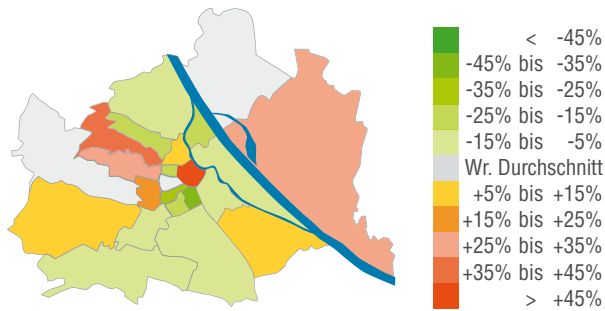 < -45%
-45% bis -35%
-35% bis -25%
-25% bis -15%
-15% bis -5%
Wr. Durchschnitt
+5% bis +15%
+15% bis +25%
+25% bis +35%
+35% bis +45%
> +45%